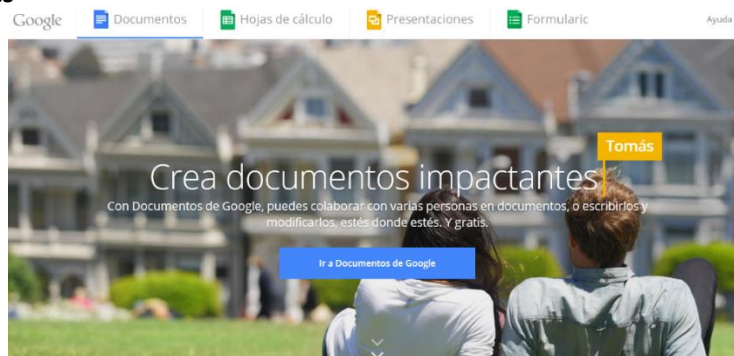 Google Documentos Hojas de cálculo Presentaciones Formularic Ayuda
Tomás
Crea documentos impactantes
Con Documentos de Google, puedes colaborar con varias personas en documentos, o escribirlos y
modificarlos, estés donde estés. Y gratis.
Ir a Documentos de Google